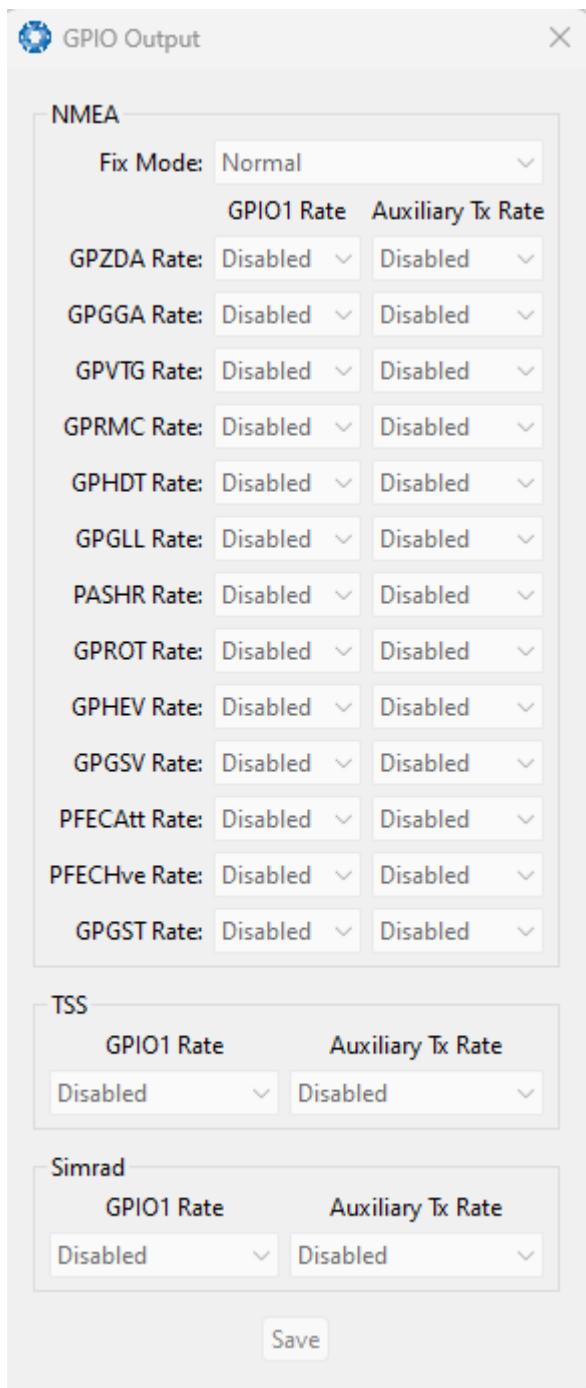 GPIO Output
NMEA
Fix Mode: Normal
GPIO1 Rate Auxiliary Tx Rate
GPZDA Rate: Disabled Disabled
GPGGA Rate: Disabled Disabled
GPVTG Rate: Disabled Disabled
GPRMC Rate: Disabled Disabled
GPHDT Rate: Disabled Disabled
GPGLL Rate: Disabled Disabled
PASHR Rate: Disabled Disabled
GPROT Rate: Disabled Disabled
GPHEV Rate: Disabled Disabled
GPGSV Rate: Disabled Disabled
PFECAtt Rate: Disabled Disabled
PFECHve Rate: Disabled Disabled
GPGST Rate: Disabled Disabled
TSS
GPIO1 Rate Auxiliary Tx Rate
Disabled Disabled
Simrad
GPIO1 Rate Auxiliary Tx Rate
Disabled Disabled
Save